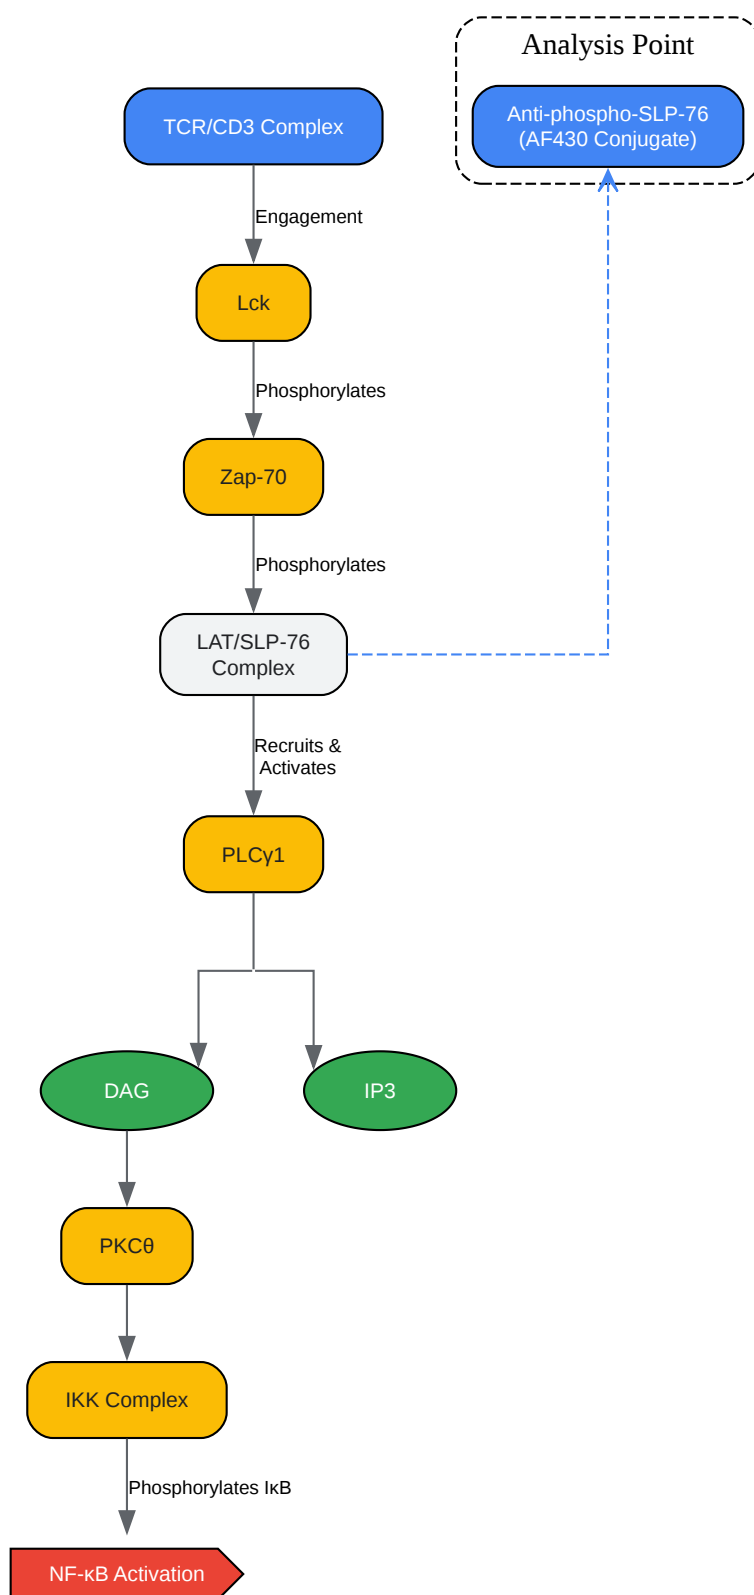 Analysis Point
Anti-phospho-SLP-76
(AF430 Conjugate)
TCR/CD3 Complex
Engagement
Lck
Phosphorylates
Zap-70
Phosphorylates
LAT/SLP-76
Complex
Recruits &
Activates
PLCγ1
DAG
IP3
PKCθ
IKK Complex
Phosphorylates IκB
NF-κB Activation